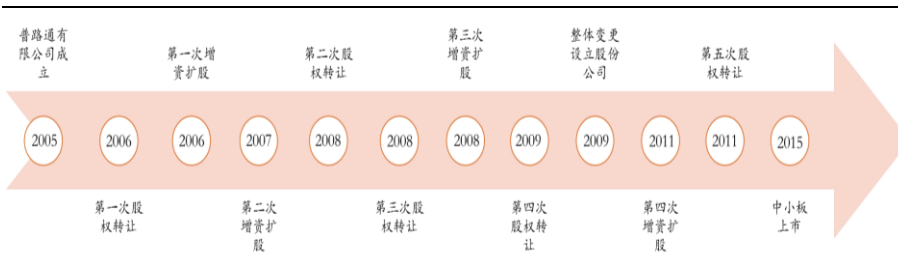 普路通有
限公司成
立
第一次增
资扩股
第二次股
权转让
第三次
增资扩
股
整体变更
设立股份
公司
第五次股
权转让
2005
2006
2006
2007
2008
2008
2008
2009
2009
2011
2011
2015
第一次股
权转让
第二次
增资扩
股
第三次股
权转让
第四次
股权转
让
第四次
增资扩
股
中小板
上市